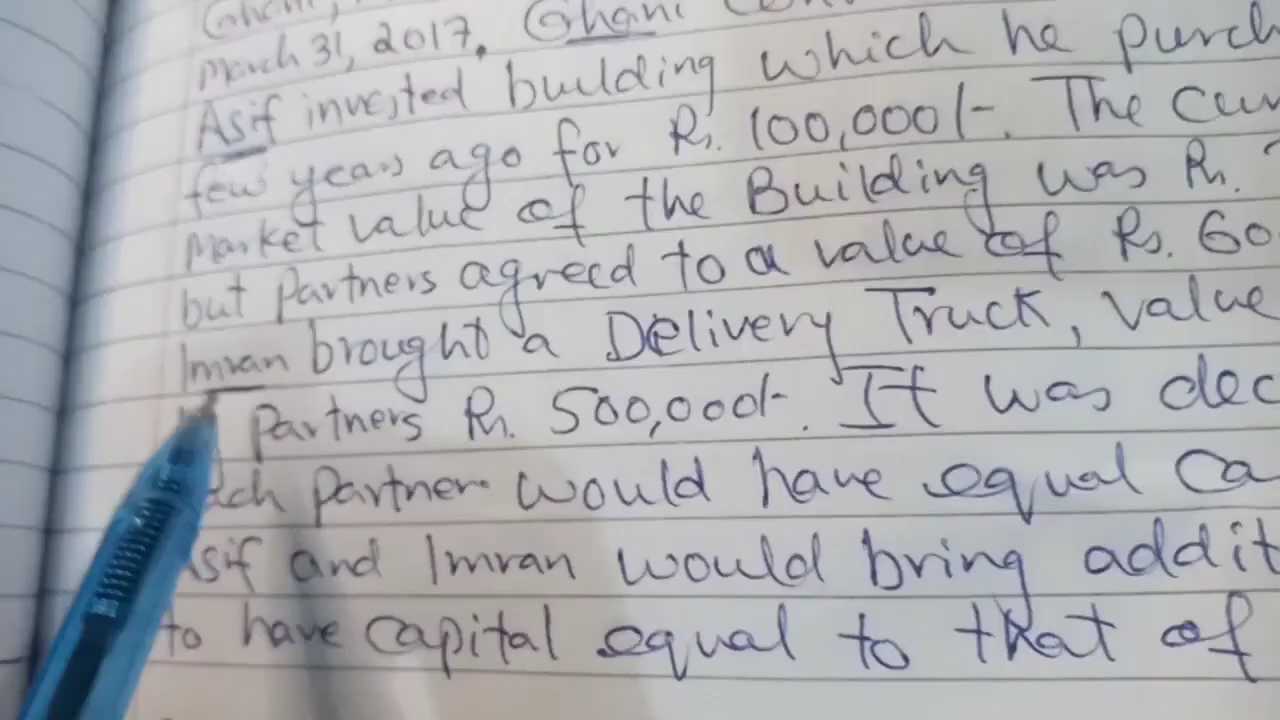 March 31, 2017. Ghani
Asif invested building which he purch
few years ago for Rs. 100,000/-. The Cur
Market value of the Building was Rs.
but Partners agreed to a value of Rs. 60
Imran brought a Delivery Truck, value
Partners Rs. 500,000/-. It was dec
ch partner would have equal Ca
Asif and Imran would bring addit
to have capital equal to that of